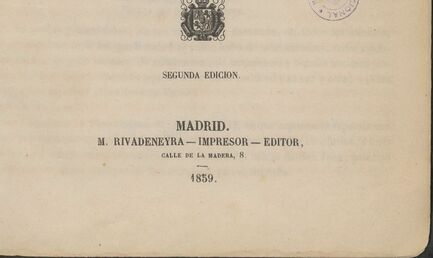 SEGUNDA EDICION.
MADRID.
M. RIVADENEYRA — IMPRESOR — EDITOR,
CALLE DE LA MADERA, 8.
1859.